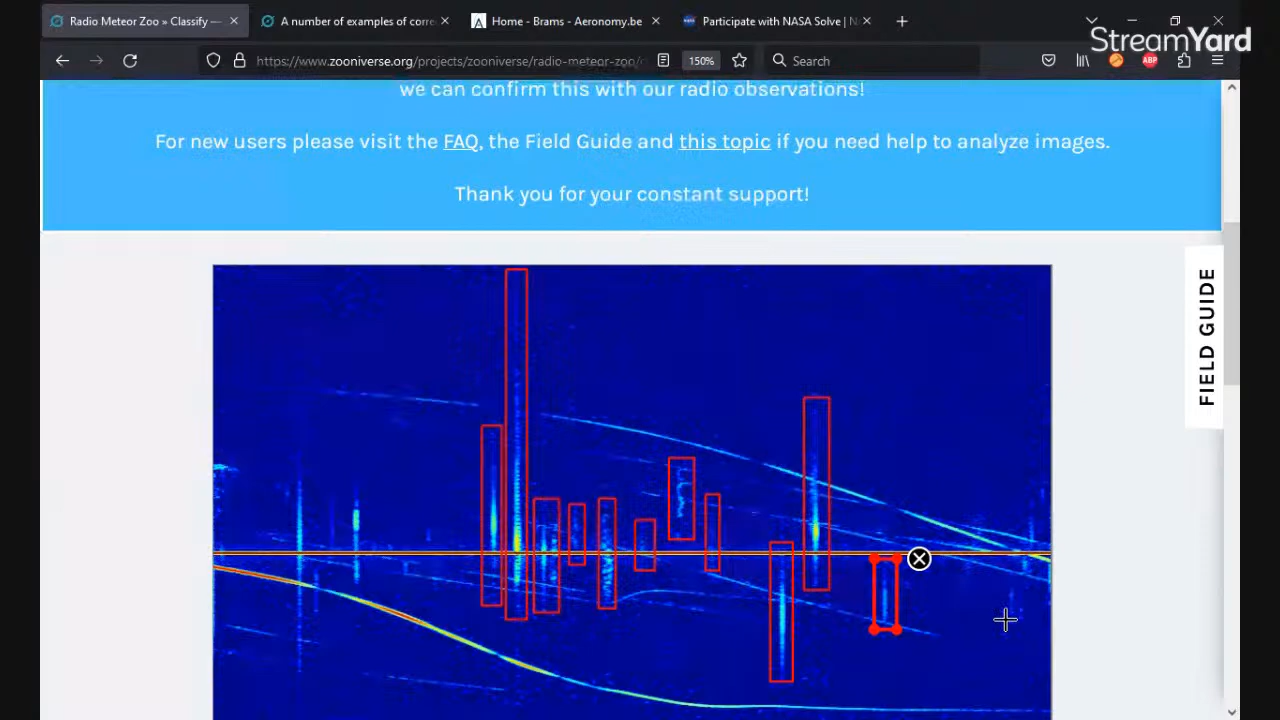 Radio Meteor Zoo » Classify —
A number of examples of corre
Home - Brams - Aeronomy.be
Participate with NASA Solve | N
StreamYard
https://www.zooniverse.org/projects/zooniverse/radio-meteor-zoo/
150%
Search
ABP
we can confirm this with our radio observations!
For new users please visit the FAQ, the Field Guide and this topic if you need help to analyze images.
Thank you for your constant support!
FIELD GUIDE